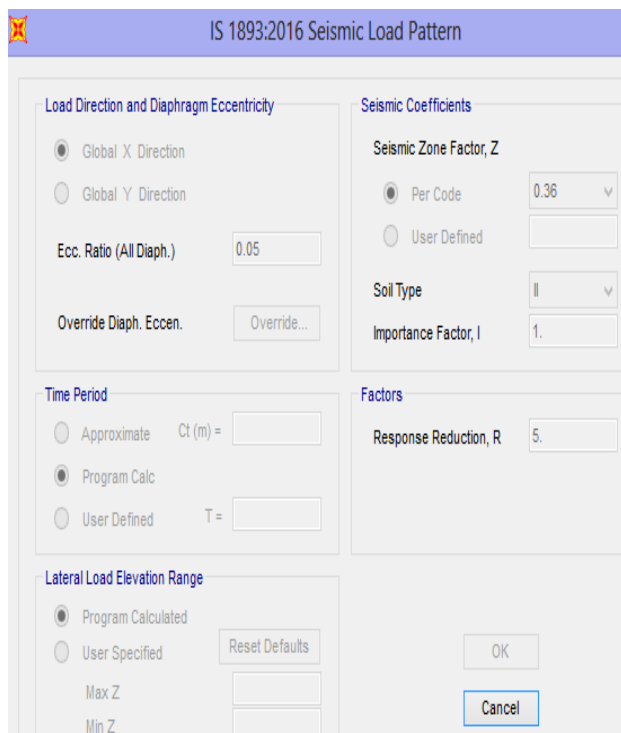 IS 1893:2016 Seismic Load Pattern
Load Direction and Diaphragm Eccentricity
Global X Direction
Global Y Direction
Ecc. Ratio (All Diaph.) 0.05
Override Diaph. Eccen. Override...
Seismic Coefficients
Seismic Zone Factor, Z
Per Code 0.36
User Defined
Soil Type II
Importance Factor, I 1.
Time Period
Approximate Ct (m) =
Program Calc
User Defined T =
Factors
Response Reduction, R 5.
Lateral Load Elevation Range
Program Calculated
User Specified Reset Defaults
Max Z
Min Z
OK
Cancel